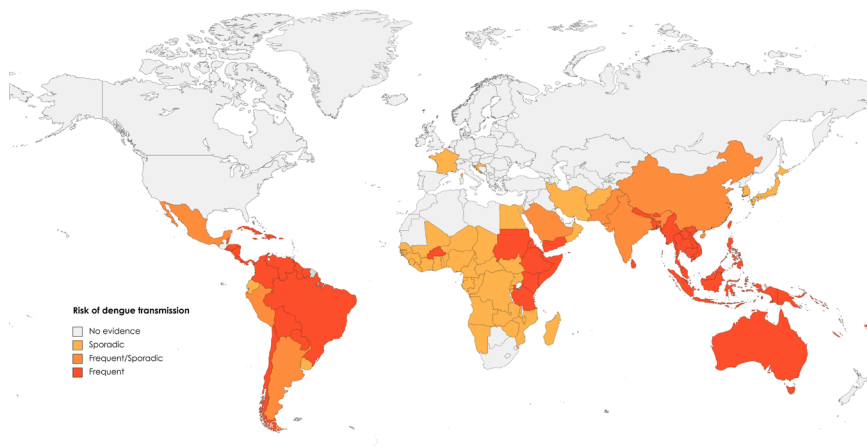 Risk of dengue transmission
No evidence
Sporadic
Frequent/Sporadic
Frequent